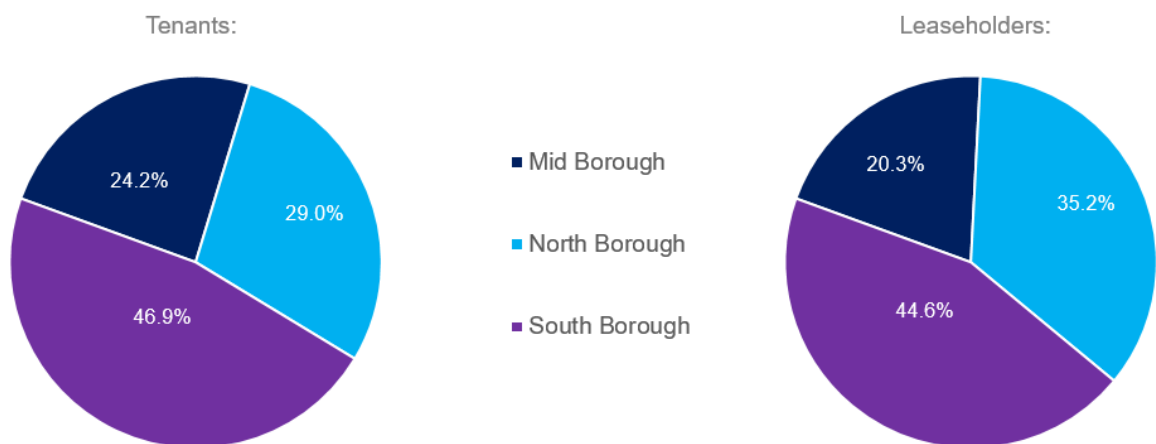 Tenants:
24.2%
29.0%
46.9%
Mid Borough
North Borough
South Borough
Leaseholders:
20.3%
35.2%
44.6%